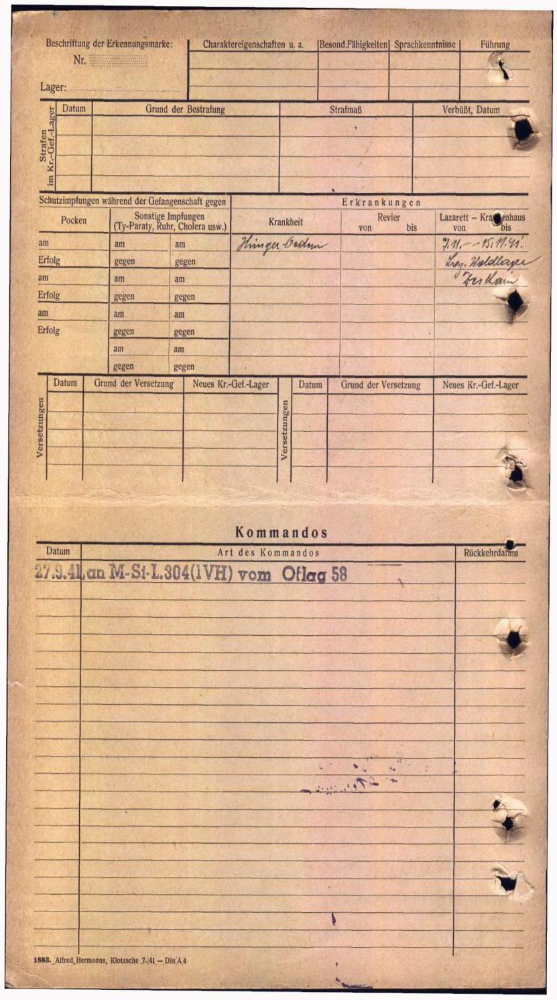 Beschriftung der Erkennungsmarke:
Nr.
Lager:
Charaktereigenschaften u. a. Besond.Fähigkeiten Sprachkenntnisse Führung
Strafen im Kr.-Gef.-Lager
Datum Grund der Bestrafung Strafmaß Verbüßt, Datum
Schutzimpfungen während der Gefangenschaft gegen
Pocken
Sonstige Impfungen
(Ty-Paraty, Ruhr, Cholera usw.)
Erkrankungen
Krankheit
Revier
von bis
Lazarett – Krankenhaus
von bis
am am am Hunger-Oedem 7.11. – 15.11.41.
Erfolg gegen gegen Waldlager
am am am Zeithain
Erfolg gegen gegen
am am am
Erfolg gegen gegen
am am
gegen gegen
Versetzungen
Datum Grund der Versetzung Neues Kr.-Gef.-Lager
Versetzungen
Datum Grund der Versetzung Neues Kr.-Gef.-Lager
Kommandos
Datum Art des Kommandos Rückkehrdatum
27.9.41 an M-St-L.304(IVH) vom Oflag 58
1883. Alfred Hermanns, Klotzsche 7. 41 — Din A 4